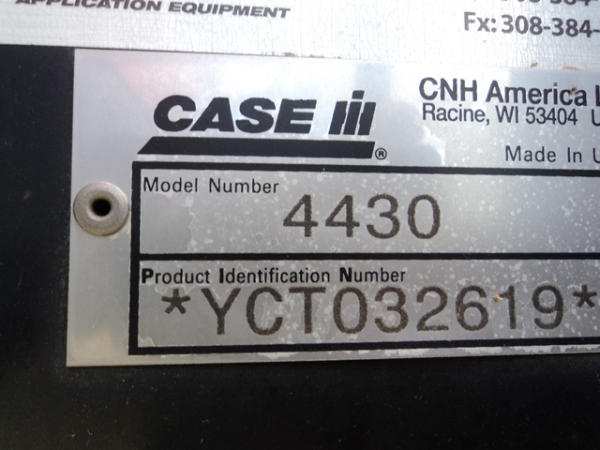 APPLICATION EQUIPMENT
Fx: 308-384-
CASE IH
®
CNH America
Racine, WI 53404
Made In
Model Number
4430
Product Identification Number
*YCT032619*